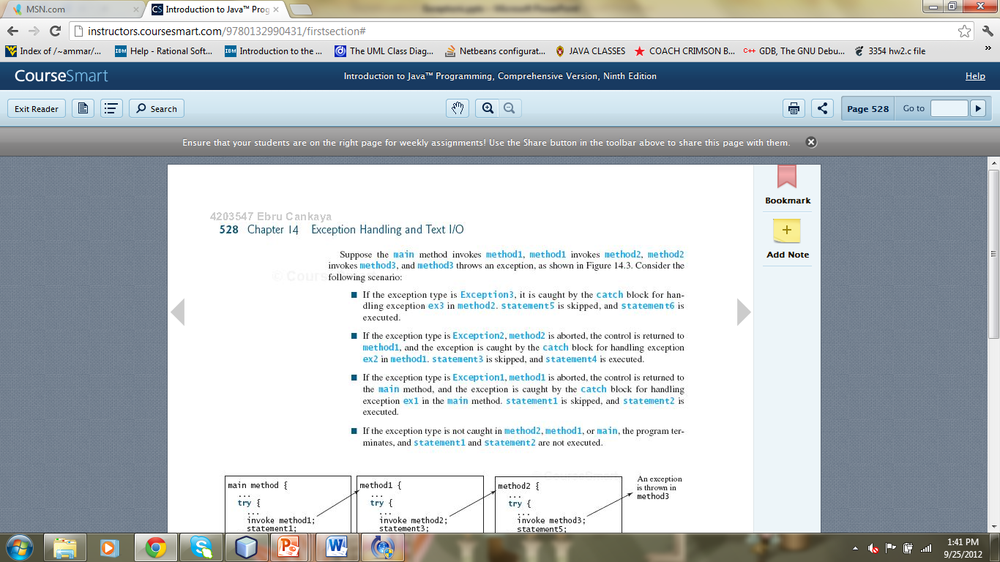 MSN.com
CS Introduction to Java™ Prog
Exceptions.pptx - Microsoft PowerPoint
instructors.coursesmart.com/9780132990431/firstsection#
Index of /~ammar/... IBM Help - Rational Soft... IBM Introduction to the ... The UML Class Diag... Netbeans configurat... JAVA CLASSES COACH CRIMSON B... C++ GDB, The GNU Debu... 3354 hw2.c file »
CourseSmart
Introduction to Java™ Programming, Comprehensive Version, Ninth Edition
Help
Exit Reader
Search
Page 528
Go to
Ensure that your students are on the right page for weekly assignments! Use the Share button in the toolbar above to share this page with them.
Bookmark
Add Note
4203547 Ebru Cankaya
528 Chapter 14 Exception Handling and Text I/O
Suppose the main method invokes method1, method1 invokes method2, method2
invokes method3, and method3 throws an exception, as shown in Figure 14.3. Consider the
© Cours
following scenario:
■ If the exception type is Exception3, it is caught by the catch block for han-
dling exception ex3 in method2. statement5 is skipped, and statement6 is
executed.
■ If the exception type is Exception2, method2 is aborted, the control is returned to
method1, and the exception is caught by the catch block for handling exception
ex2 in method1. statement3 is skipped, and statement4 is executed.
■ If the exception type is Exception1, method1 is aborted, the control is returned to
the main method, and the exception is caught by the catch block for handling
exception ex1 in the main method. statement1 is skipped, and statement2 is
executed.
■ If the exception type is not caught in method2, method1, or main, the program ter-
minates, and statement1 and statement2 are not executed.
© CourseSmart
main method {
...
try {
...
invoke method1;
statement1;
method1 {
...
try {
...
invoke method2;
statement3;
method2 {
...
try {
...
invoke method3;
statement5;
An exception
is thrown in
method3
1:41 PM
9/25/2012